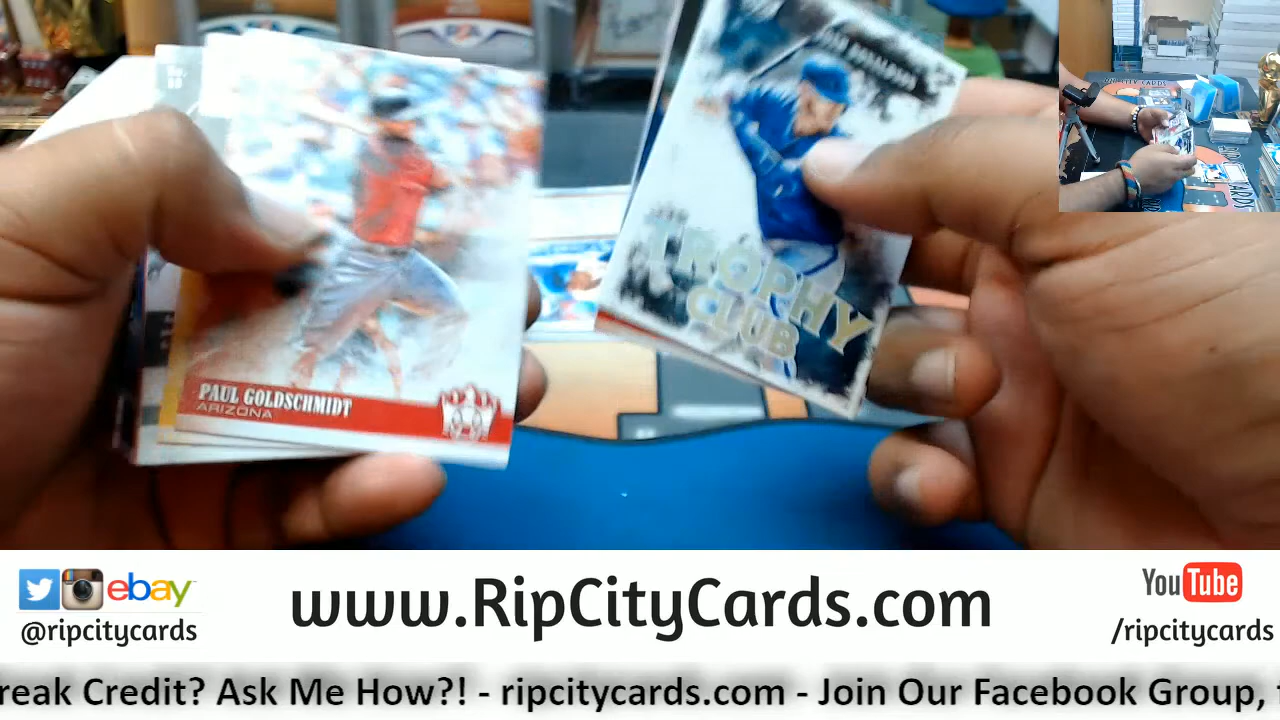 DONALDSON
TROPHY
CLUB
PAUL GOLDSCHMIDT
ARIZONA
ebay
@ripcitycards
www.RipCityCards.com
YouTube
/ripcitycards
reak Credit? Ask Me How?! - ripcitycards.com - Join Our Facebook Group,